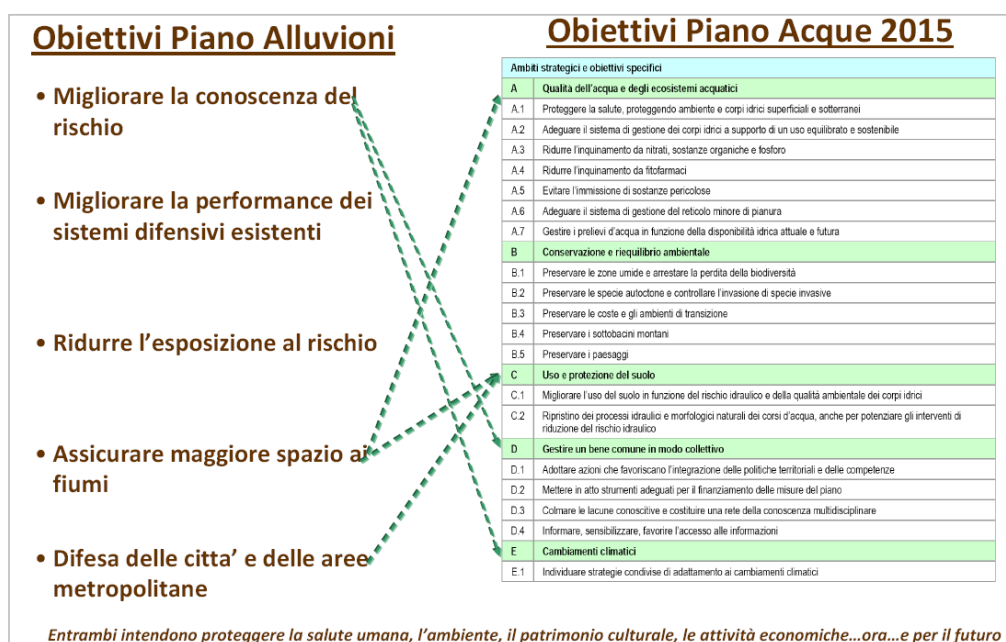 Obiettivi Piano Alluvioni
• Migliorare la conoscenza del
rischio
• Migliorare la performance dei
sistemi difensivi esistenti
• Ridurre l’esposizione al rischio
• Assicurare maggiore spazio ai
fiumi
• Difesa delle citta’ e delle aree
metropolitane
Obiettivi Piano Acque 2015
Ambiti strategici e obiettivi specifici
A Qualità dell’acqua e degli ecosistemi acquatici
A.1 Proteggere la salute, proteggendo ambiente e corpi idrici superficiali e sotterranei
A.2 Adeguare il sistema di gestione dei corpi idrici a supporto di un uso equilibrato e sostenibile
A.3 Ridurre l’inquinamento da nitrati, sostanze organiche e fosforo
A.4 Ridurre l’inquinamento da fitofarmaci
A.5 Evitare l’immissione di sostanze pericolose
A.6 Adeguare il sistema di gestione del reticolo minore di pianura
A.7 Gestire i prelievi d’acqua in funzione della disponibilità idrica attuale e futura
B Conservazione e riequilibrio ambientale
B.1 Preservare le zone umide e arrestare la perdita della biodiversità
B.2 Preservare le specie autoctone e controllare l’invasione di specie invasive
B.3 Preservare le coste e gli ambienti di transizione
B.4 Preservare i sottobacini montani
B.5 Preservare i paesaggi
C Uso e protezione del suolo
C.1 Migliorare l’uso del suolo in funzione del rischio idraulico e della qualità ambientale dei corpi idrici
C.2 Ripristino dei processi idraulici e morfologici naturali dei corsi d’acqua, anche per potenziare gli interventi di
riduzione del rischio idraulico
D Gestire un bene comune in modo collettivo
D.1 Adottare azioni che favoriscano l’integrazione delle politiche territoriali e delle competenze
D.2 Mettere in atto strumenti adeguati per il finanziamento delle misure del piano
D.3 Colmare le lacune conoscitive e costituire una rete della conoscenza multidisciplinare
D.4 Informare, sensibilizzare, favorire l’accesso alle informazioni
E Cambiamenti climatici
E.1 Individuare strategie condivise di adattamento ai cambiamenti climatici
Entrambi intendono proteggere la salute umana, l’ambiente, il patrimonio culturale, le attività economiche…ora…e per il futuro